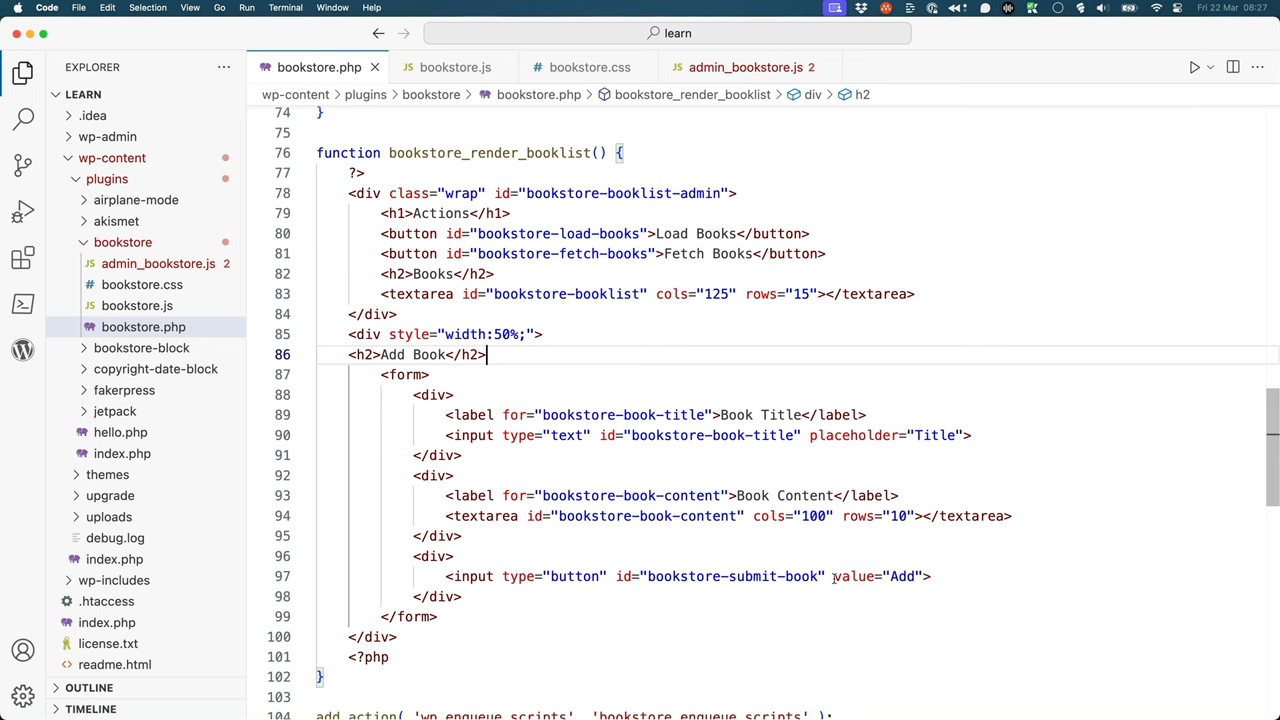 Code File Edit Selection View Go Run Terminal Window Help Fri 22 Mar 08:27
learn
EXPLORER
bookstore.php
JS bookstore.js
# bookstore.css
JS admin_bookstore.js 2
wp-content > plugins > bookstore > bookstore.php > bookstore_render_booklist > div > h2
LEARN
.idea
wp-admin
wp-content
plugins
airplane-mode
akismet
bookstore
JS admin_bookstore.js 2
# bookstore.css
JS bookstore.js
bookstore.php
bookstore-block
copyright-date-block
fakerpress
jetpack
hello.php
index.php
themes
upgrade
uploads
debug.log
index.php
wp-includes
.htaccess
index.php
license.txt
readme.html
OUTLINE
TIMELINE
74 }
75
76 function bookstore_render_booklist() {
77 ?>
78 <div class="wrap" id="bookstore-booklist-admin">
79 <h1>Actions</h1>
80 <button id="bookstore-load-books">Load Books</button>
81 <button id="bookstore-fetch-books">Fetch Books</button>
82 <h2>Books</h2>
83 <textarea id="bookstore-booklist" cols="125" rows="15"></textarea>
84 </div>
85 <div style="width:50%;">
86 <h2>Add Book</h2>
87 <form>
88 <div>
89 <label for="bookstore-book-title">Book Title</label>
90 <input type="text" id="bookstore-book-title" placeholder="Title">
91 </div>
92 <div>
93 <label for="bookstore-book-content">Book Content</label>
94 <textarea id="bookstore-book-content" cols="100" rows="10"></textarea>
95 </div>
96 <div>
97 <input type="button" id="bookstore-submit-book" value="Add">
98 </div>
99 </form>
100 </div>
101 <?php
102 }
103
104 add_action( 'wp_enqueue_scripts', 'bookstore_enqueue_scripts' );